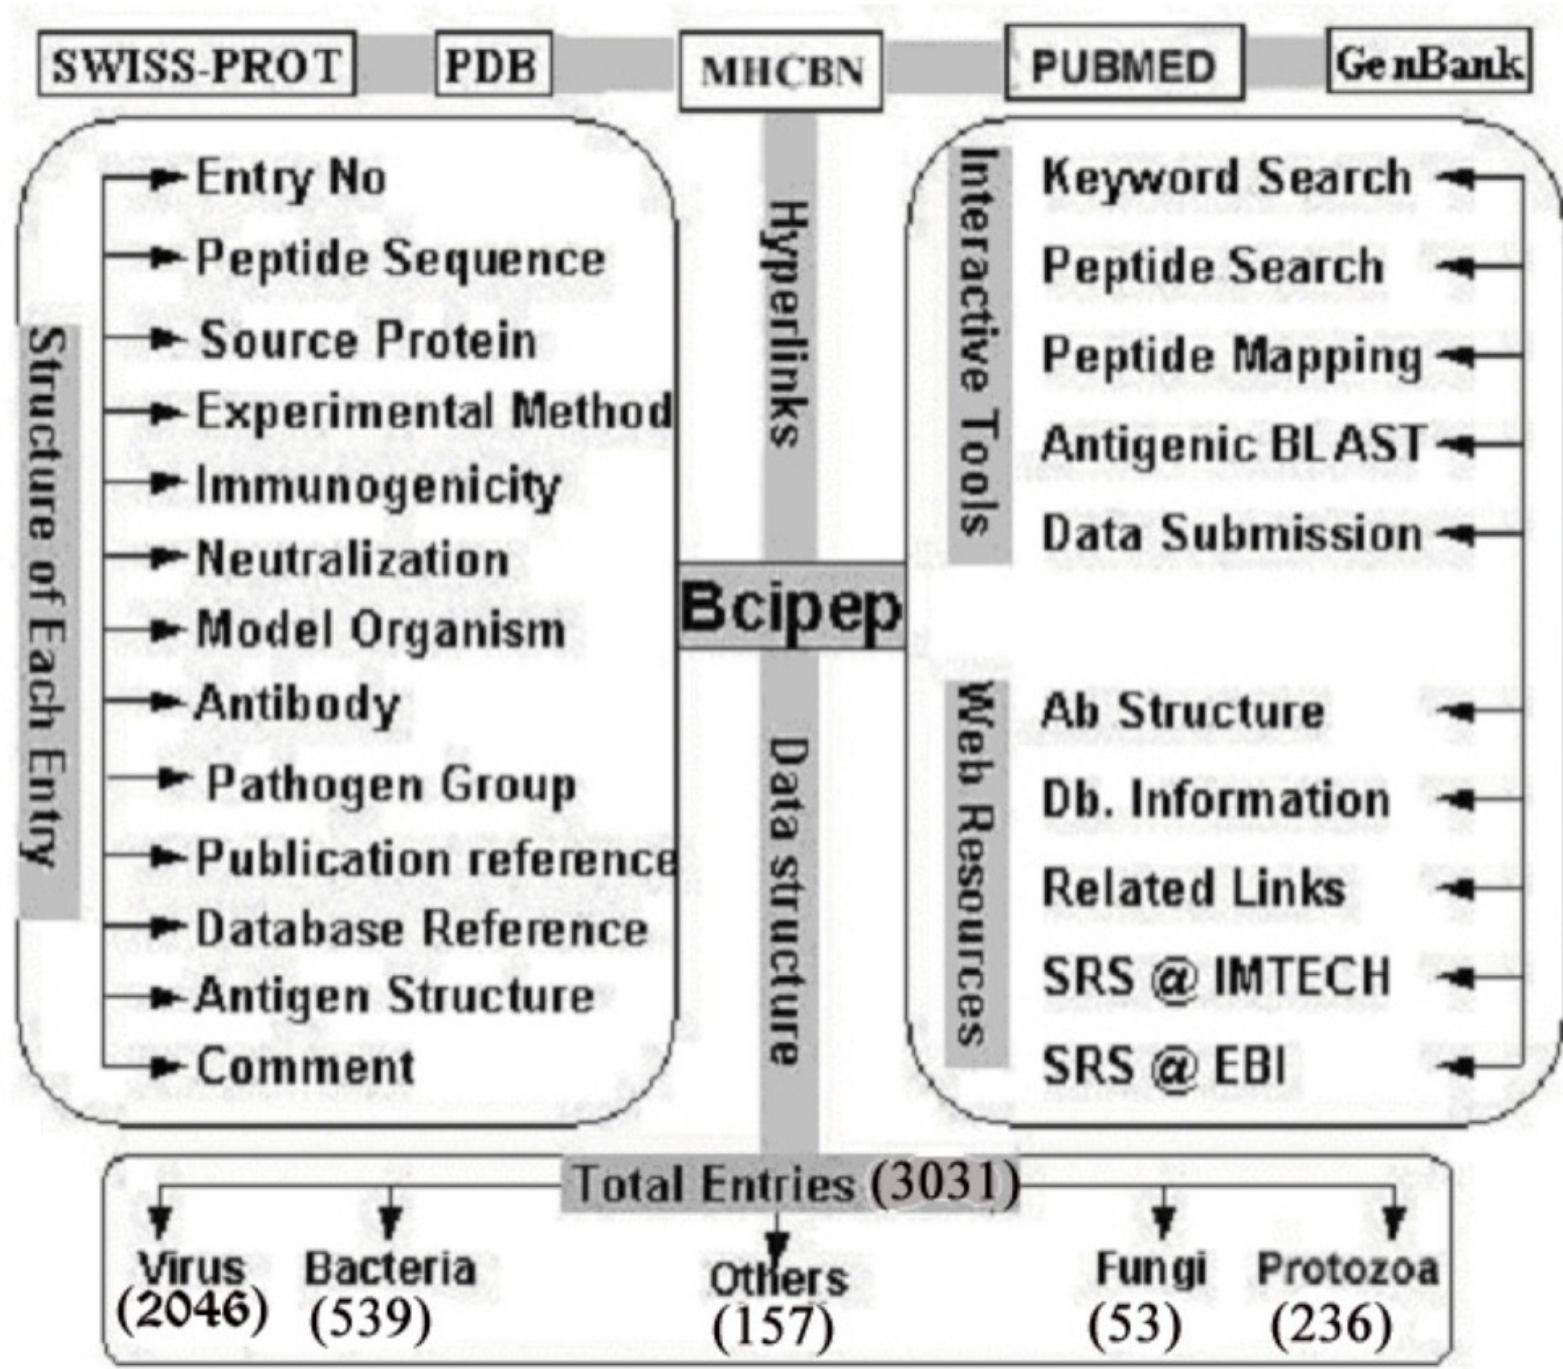 SWISS-PROT
PDB
MHCBN
PUBMED
GenBank
Structure of Each Entry
Entry No
Peptide Sequence
Source Protein
Experimental Method
Immunogenicity
Neutralization
Model Organism
Antibody
Pathogen Group
Publication reference
Database Reference
Antigen Structure
Comment
Hyperlinks
Bcipep
Data structure
Interactive Tools
Keyword Search
Peptide Search
Peptide Mapping
Antigenic BLAST
Data Submission
Web Resources
Ab Structure
Db. Information
Related Links
SRS @ IMTECH
SRS @ EBI
Total Entries (3031)
Virus
(2046)
Bacteria
(539)
Others
(157)
Fungi
(53)
Protozoa
(236)